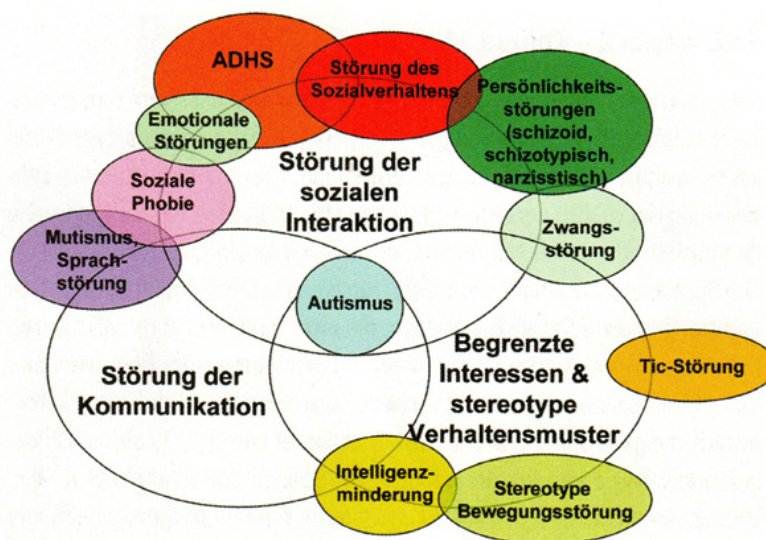 ADHS
Störung des
Sozialverhaltens
Persönlichkeits-
störungen
(schizoid,
schizotypisch,
narzisstisch)
Emotionale
Störungen
Störung der
sozialen
Interaktion
Soziale
Phobie
Zwangs-
störung
Mutismus,
Sprach-
störung
Autismus
Begrenzte
Interessen &
stereotype
Verhaltensmuster
Tic-Störung
Störung der
Kommunikation
Intelligenz-
minderung
Stereotype
Bewegungsstörung